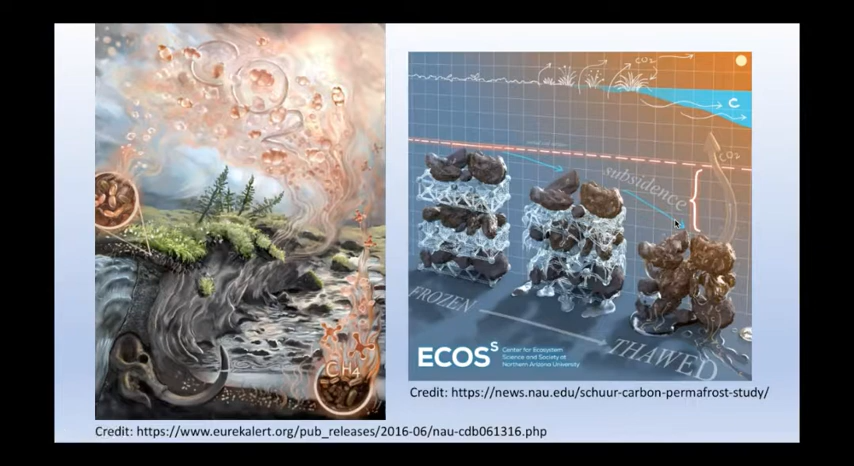 CO2
C
CO2
subsidence
FROZEN
THAWED
CH4
ECOSS
Center for Ecosystem
Science and Society at
Northern Arizona University
Credit: https://news.nau.edu/schuur-carbon-permafrost-study/
Credit: https://www.eurekalert.org/pub_releases/2016-06/nau-cdb061316.php